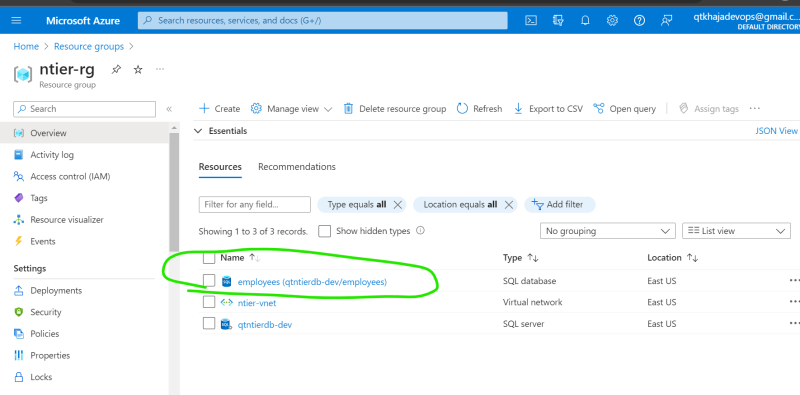 Microsoft Azure
Search resources, services, and docs (G+/)
qtkhajadevops@gmail.c...
DEFAULT DIRECTORY
Home > Resource groups >
ntier-rg
Resource group
Search
Overview
Activity log
Access control (IAM)
Tags
Resource visualizer
Events
Settings
Deployments
Security
Policies
Properties
Locks
Create Manage view Delete resource group Refresh Export to CSV Open query Assign tags
Essentials JSON View
Resources Recommendations
Filter for any field... Type equals all Location equals all Add filter
Showing 1 to 3 of 3 records. Show hidden types No grouping List view
Name Type Location
employees (qtntierdb-dev/employees) SQL database East US
ntier-vnet Virtual network East US
qtntierdb-dev SQL server East US